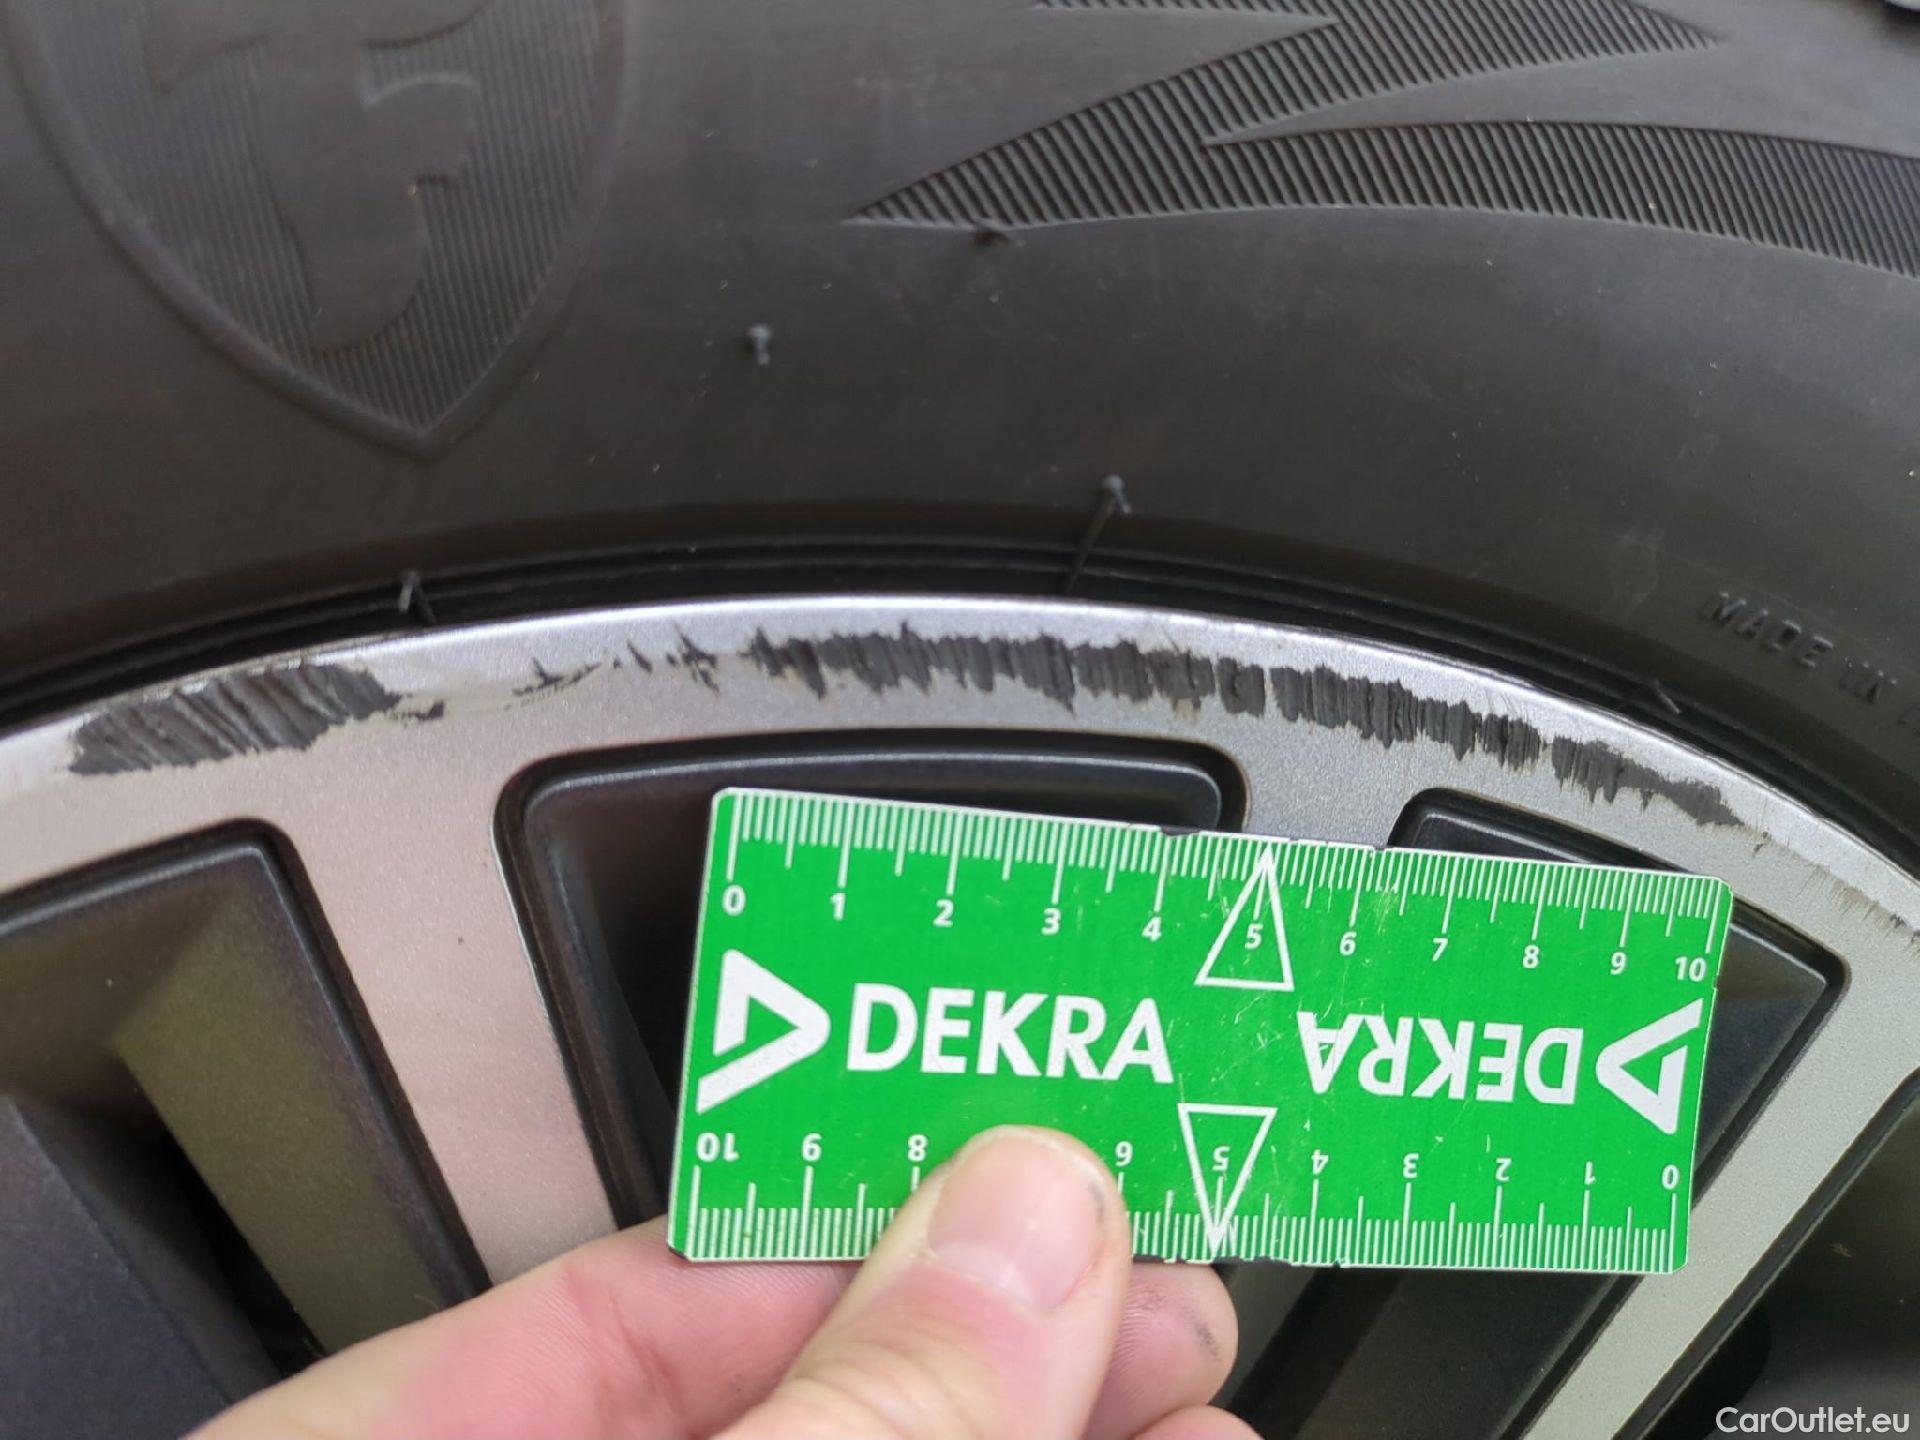 F
MADE IN
0 1 2 3 4 5 6 7 8 9 10
DEKRA DEKRA
10 9 8 6 5 4 3 2 1 0
CarOutlet.eu